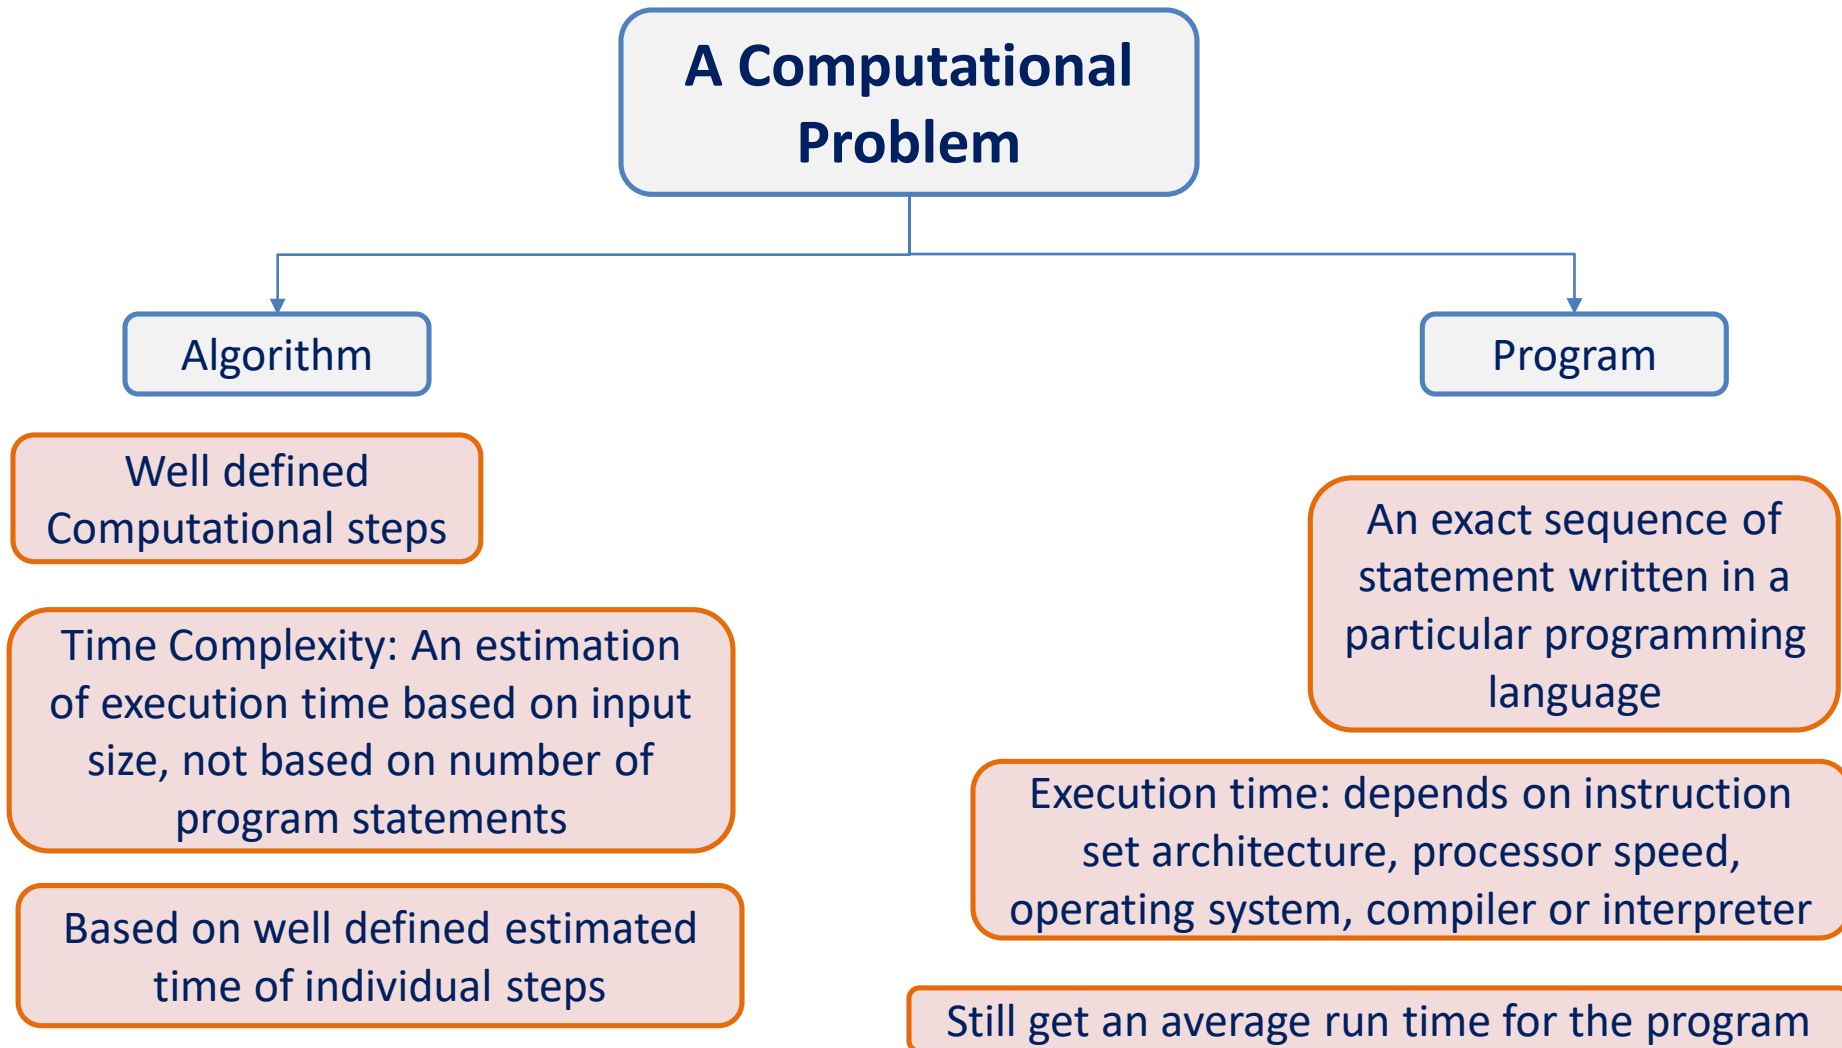 A Computational
Problem
Algorithm
Program
Well defined
Computational steps
Time Complexity: An estimation
of execution time based on input
size, not based on number of
program statements
Based on well defined estimated
time of individual steps
An exact sequence of
statement written in a
particular programming
language
Execution time: depends on instruction
set architecture, processor speed,
operating system, compiler or interpreter
Still get an average run time for the program